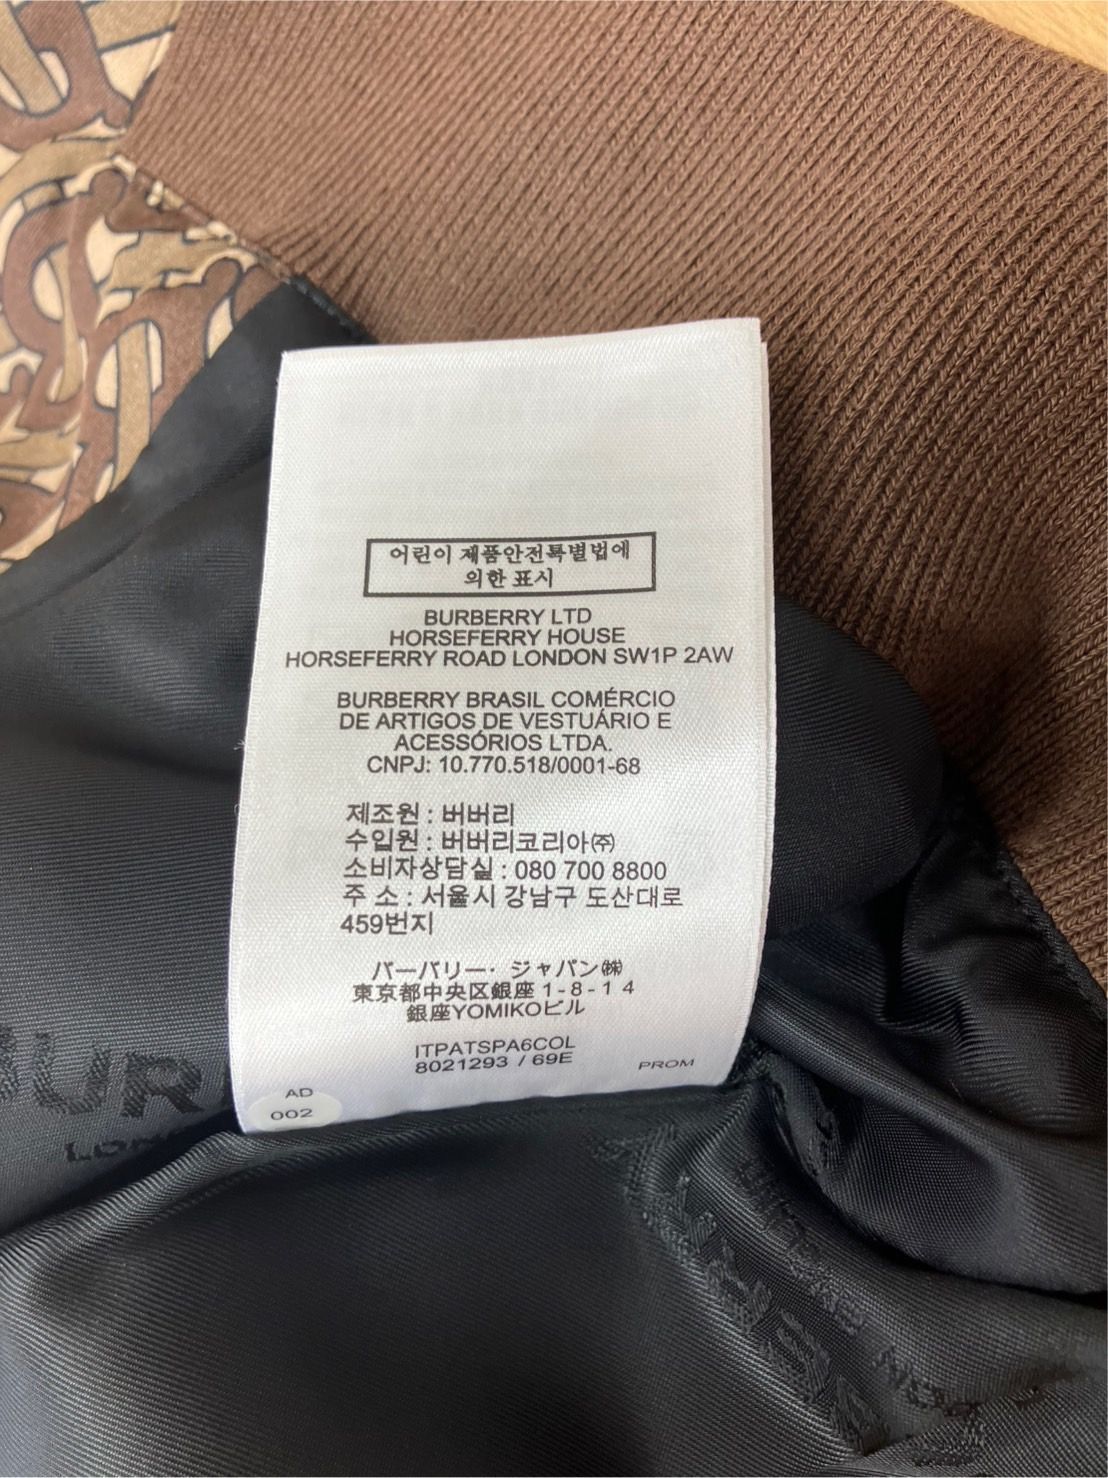 어린이 제품안전특별법에
의한 표시
BURBERRY LTD
HORSEFERRY HOUSE
HORSEFERRY ROAD LONDON SW1P 2AW
BURBERRY BRASIL COMÉRCIO
DE ARTIGOS DE VESTUÁRIO E
ACESSÓRIOS LTDA.
CNPJ: 10.770.518/0001-68
제조원 : 버버리
수입원 : 버버리코리아㈜
소비자상담실 : 080 700 8800
주 소 : 서울시 강남구 도산대로
459번지
バーバリー・ジャパン㈱
東京都中央区銀座1-8-14
銀座YOMIKOビル
ITPATSPA6COL
8021293 / 69E
PROM
AD
002